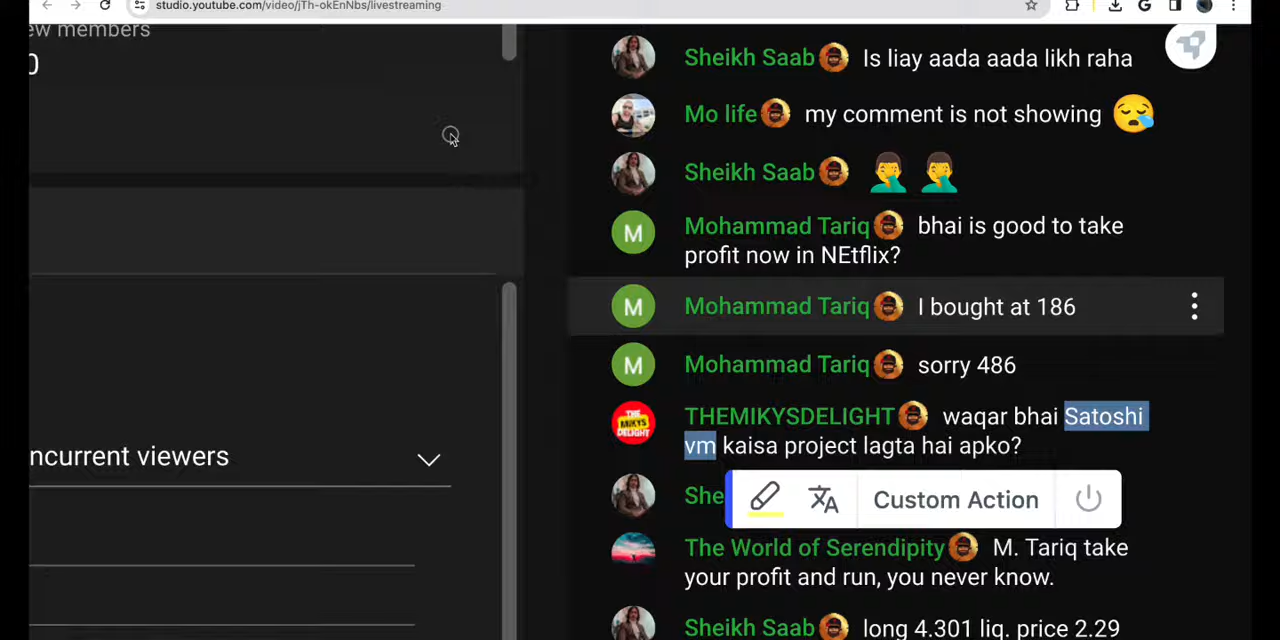 studio.youtube.com/video/jTh-okEnNbs/livestreaming
ew members
0
ncurrent viewers
Sheikh Saab Is liay aada aada likh raha
Mo life my comment is not showing 😪
Sheikh Saab 🤦‍♂️ 🤦‍♂️
M
Mohammad Tariq bhai is good to take
profit now in NEtflix?
M
Mohammad Tariq I bought at 186
M
Mohammad Tariq sorry 486
THE MIKYS DELIGHT
THEMIKYSDELIGHT waqar bhai Satoshi
vm kaisa project lagta hai apko?
She
Custom Action
The World of Serendipity M. Tariq take
your profit and run, you never know.
Sheikh Saab long 4.301 liq. price 2.29